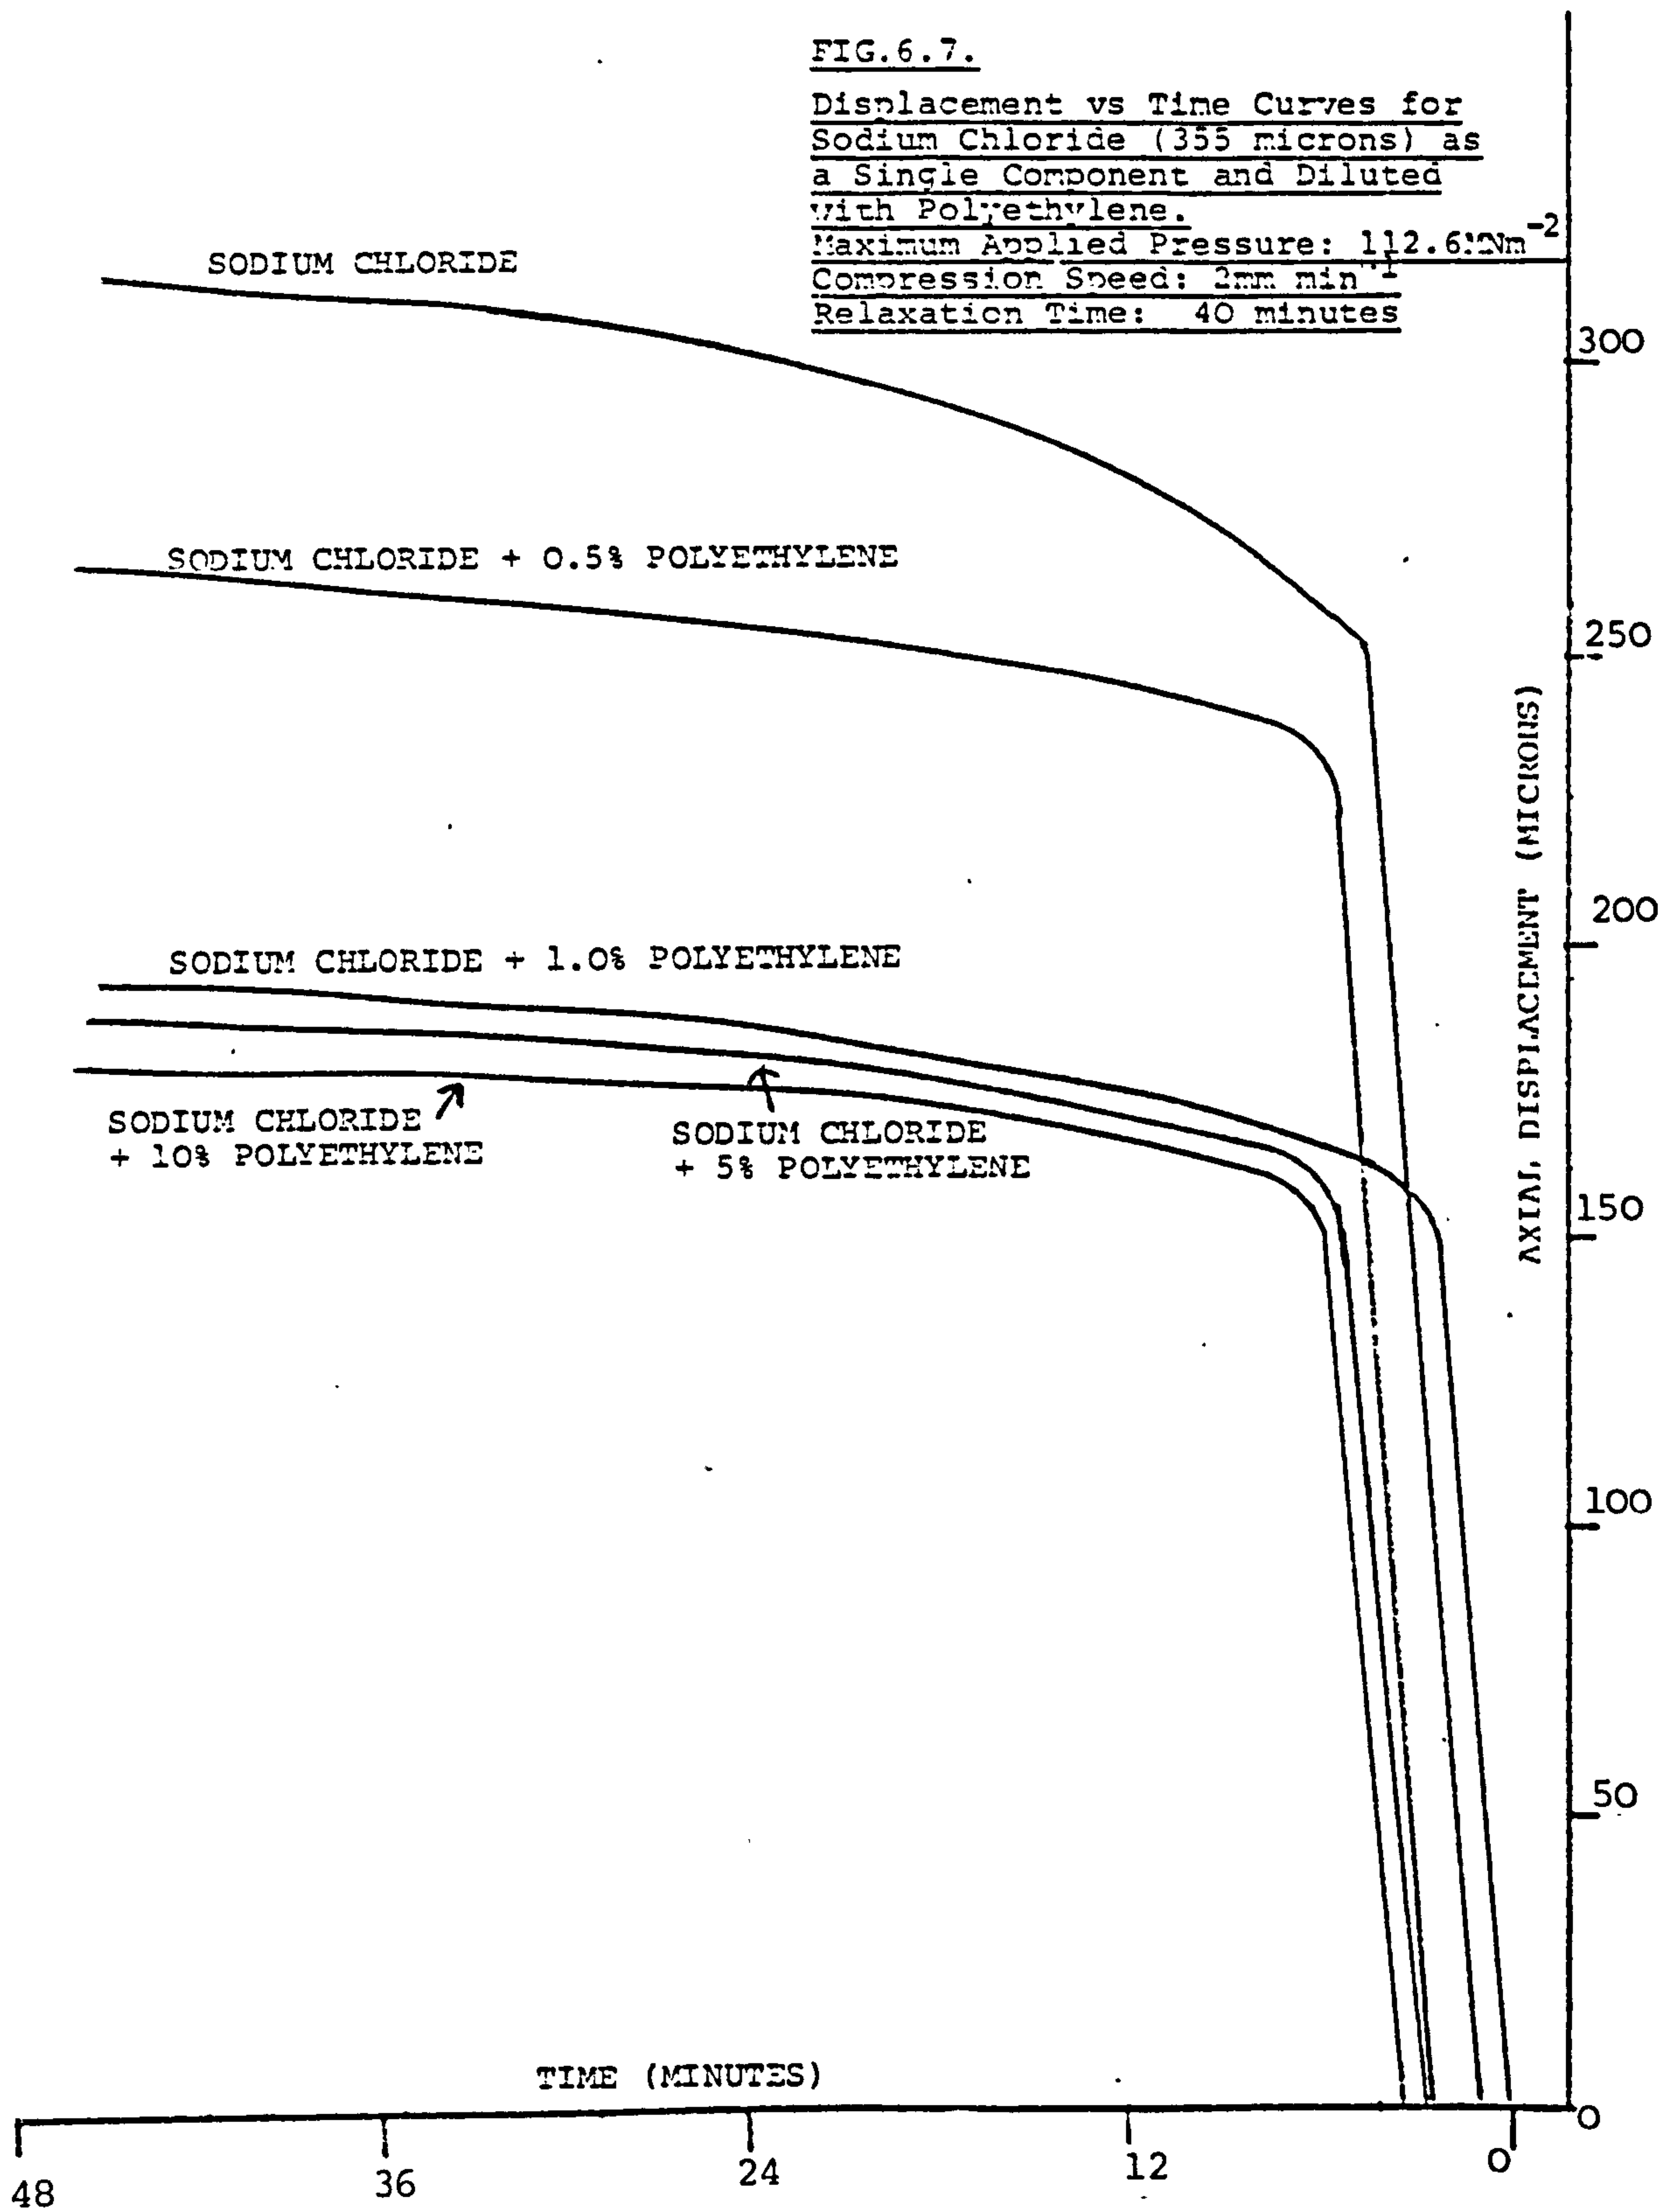 FIG.6.7.
Displacement vs Time Curves for
Sodium Chloride (355 microns) as
a Single Component and Diluted
with Polyethylene.
Maximum Applied Pressure: 112.6MNm⁻²
Compression Speed: 2mm min⁻¹
Relaxation Time: 40 minutes
SODIUM CHLORIDE
300
SODIUM CHLORIDE + 0.5% POLYETHYLENE
250
AXIAL DISPLACEMENT (MICRONS)
200
SODIUM CHLORIDE + 1.0% POLYETHYLENE
SODIUM CHLORIDE
+ 10% POLYETHYLENE
SODIUM CHLORIDE
+ 5% POLYETHYLENE
150
100
50
TIME (MINUTES)
0
48
36
24
12
0